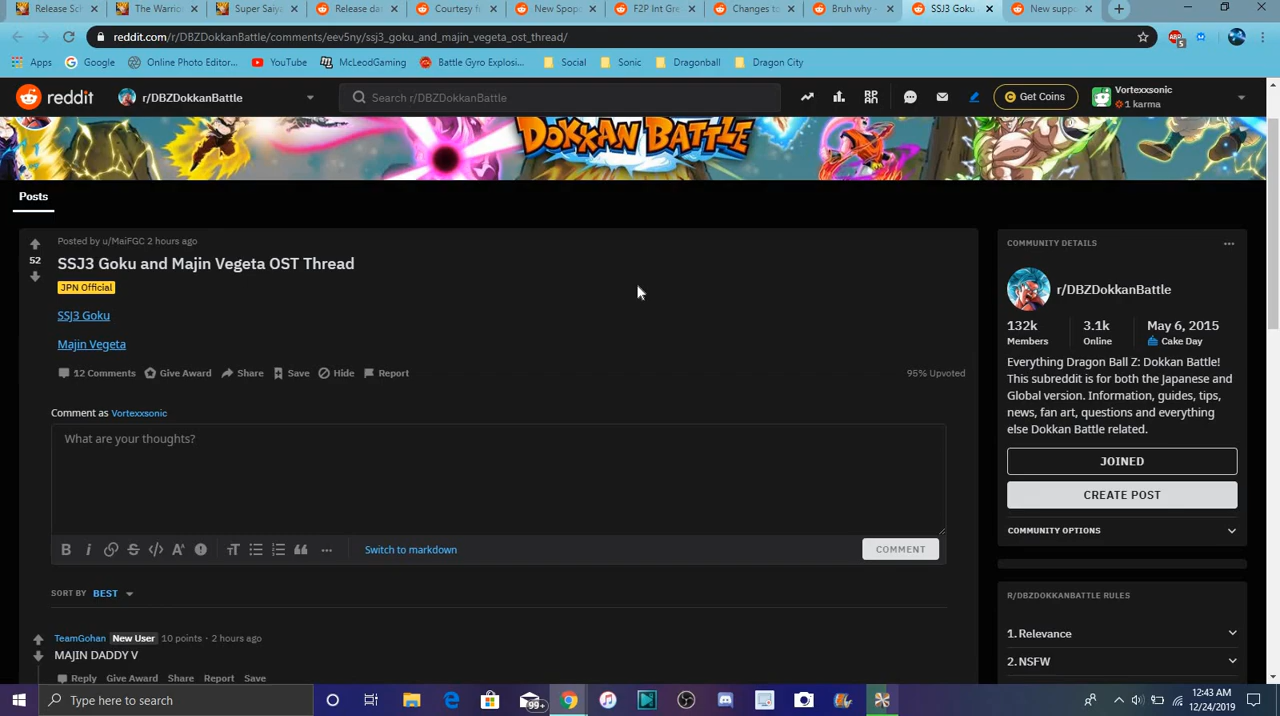 Release Sch
The Warrior
Super Saiya
Release da
Courtesy f
New Spopo
F2P Int Gre
Changes to
Bruh why
SSJ3 Goku
New supp
reddit.com/r/DBZDokkanBattle/comments/eev5ny/ssj3_goku_and_majin_vegeta_ost_thread/
5
Apps
Google
Online Photo Editor...
YouTube
McLeodGaming
Battle Gyro Explosi...
Social
Sonic
Dragonball
Dragon City
reddit
r/DBZDokkanBattle
Search r/DBZDokkanBattle
Get Coins
Vortexxsonic
1 karma
DOKKAN BATTLE
Posts
Posted by u/MaiFGC 2 hours ago
52
SSJ3 Goku and Majin Vegeta OST Thread
JPN Official
SSJ3 Goku
Majin Vegeta
12 Comments
Give Award
Share
Save
Hide
Report
95% Upvoted
Comment as Vortexxsonic
What are your thoughts?
Switch to markdown
COMMENT
SORT BY BEST
TeamGohan New User 10 points · 2 hours ago
MAJIN DADDY V
Reply Give Award Share Report Save
COMMUNITY DETAILS
r/DBZDokkanBattle
132k
Members
3.1k
Online
May 6, 2015
Cake Day
Everything Dragon Ball Z: Dokkan Battle!
This subreddit is for both the Japanese and
Global version. Information, guides, tips,
news, fan art, questions and everything
else Dokkan Battle related.
JOINED
CREATE POST
COMMUNITY OPTIONS
R/DBZDOKKANBATTLE RULES
1. Relevance
2. NSFW
Type here to search
99+
12:43 AM
12/24/2019